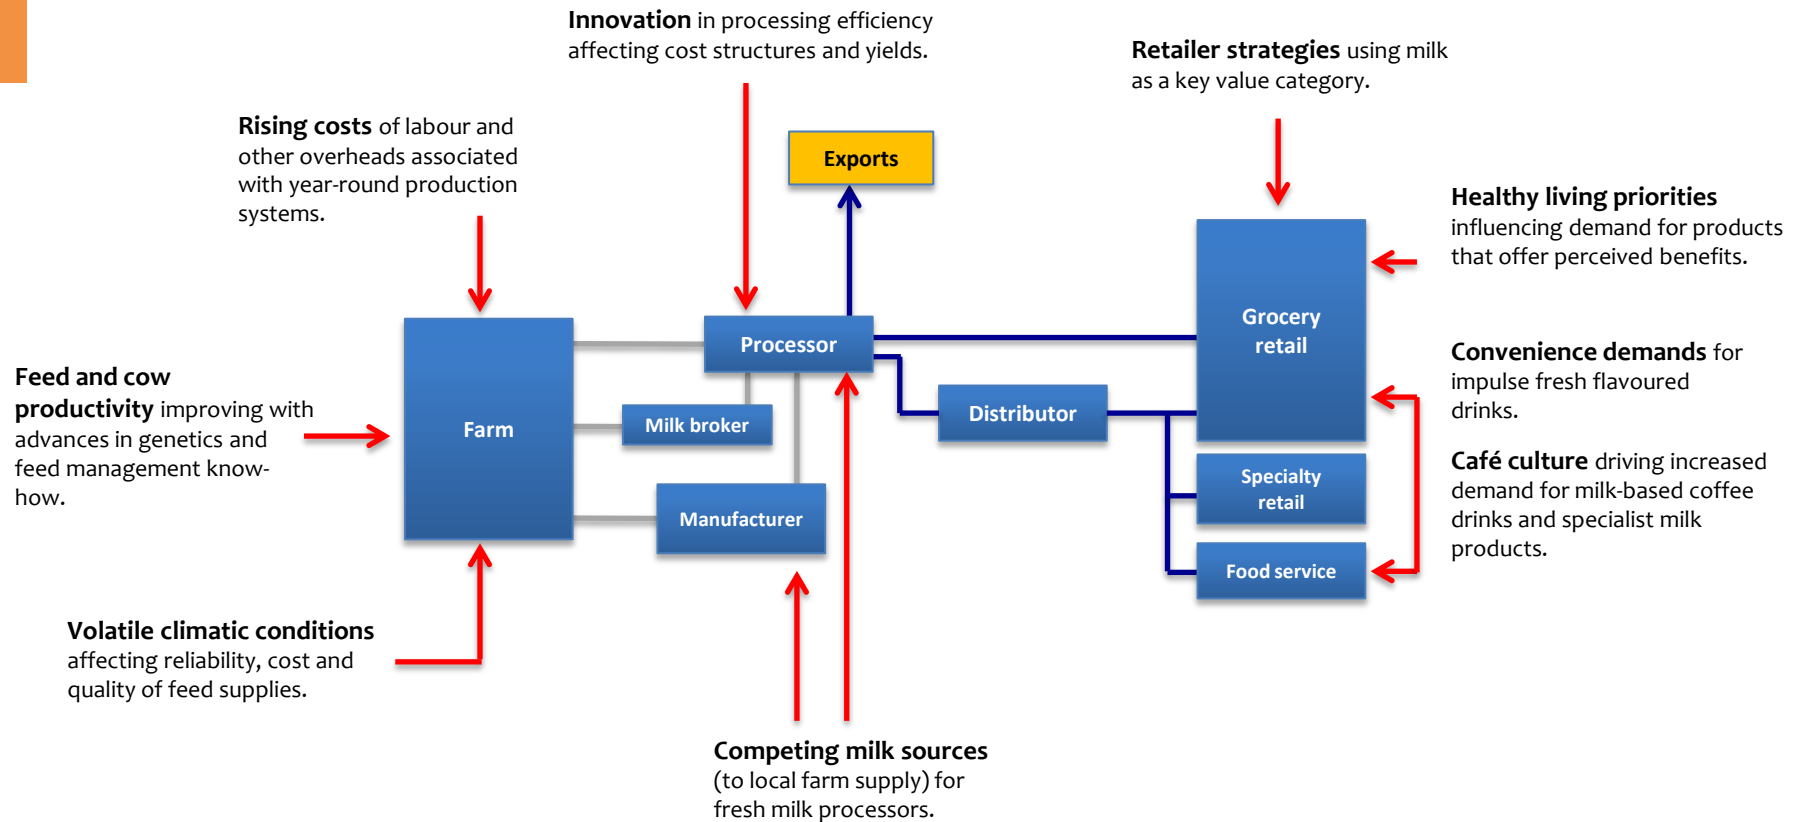 Innovation in processing efficiency
affecting cost structures and yields.
Retailer strategies using milk
as a key value category.
Rising costs of labour and
other overheads associated
with year-round production
systems.
Exports
Healthy living priorities
influencing demand for products
that offer perceived benefits.
Grocery
retail
Processor
Convenience demands for
impulse fresh flavoured
drinks.
Feed and cow
productivity improving with
advances in genetics and
feed management know-
how.
Farm
Milk broker
Distributor
Café culture driving increased
demand for milk-based coffee
drinks and specialist milk
products.
Specialty
retail
Manufacturer
Food service
Volatile climatic conditions
affecting reliability, cost and
quality of feed supplies.
Competing milk sources
(to local farm supply) for
fresh milk processors.